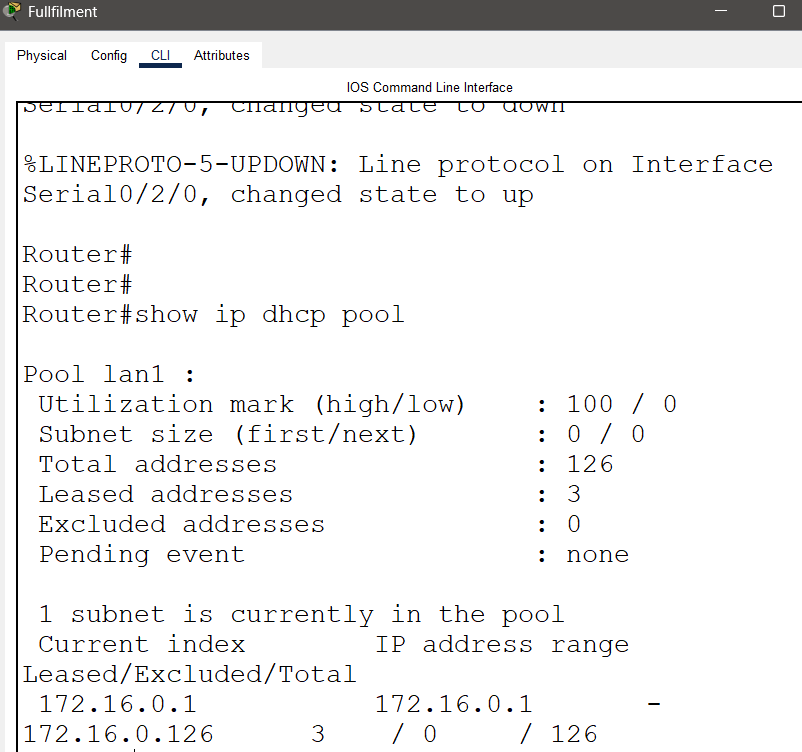 Fullfilment
Physical Config CLI Attributes
IOS Command Line Interface
Serial0/2/0, changed state to down
%LINEPROTO-5-UPDOWN: Line protocol on Interface
Serial0/2/0, changed state to up
Router#
Router#
Router#show ip dhcp pool
Pool lan1 :
Utilization mark (high/low) : 100 / 0
Subnet size (first/next) : 0 / 0
Total addresses : 126
Leased addresses : 3
Excluded addresses : 0
Pending event : none
1 subnet is currently in the pool
Current index IP address range
Leased/Excluded/Total
172.16.0.1 172.16.0.1 -
172.16.0.126 3 / 0 / 126